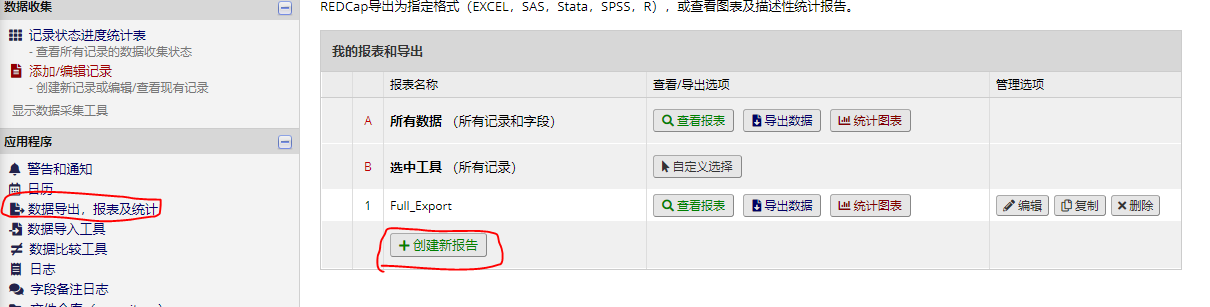 数据收集
记录状态进度统计表
- 查看所有记录的数据收集状态
添加/编辑记录
- 创建新记录或编辑/查看现有记录
显示数据采集工具
应用程序
警告和通知
日历
数据导出，报表及统计
数据导入工具
数据比较工具
日志
字段备注日志
REDCap导出为指定格式（EXCEL，SAS，Stata，SPSS，R），或查看图表及描述性统计报告。
我的报表和导出
报表名称 查看/导出选项 管理选项
A 所有数据 （所有记录和字段） 查看报表 导出数据 统计图表
B 选中工具 （所有记录） 自定义选择
1 Full_Export 查看报表 导出数据 统计图表 编辑 复制 删除
+ 创建新报告